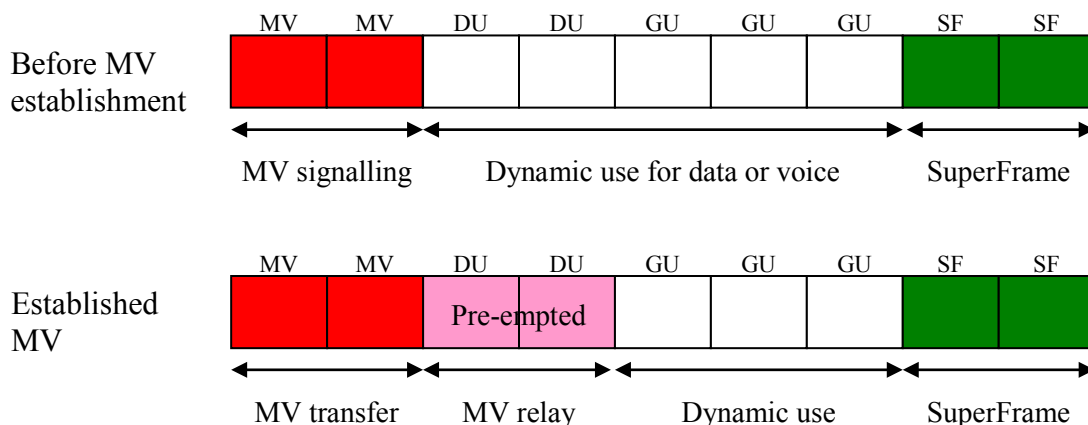 MV MV DU DU GU GU GU SF SF
Before MV
establishment
MV signalling Dynamic use for data or voice SuperFrame
MV MV DU DU GU GU GU SF SF
Established
MV
Pre-empted
MV transfer MV relay Dynamic use SuperFrame